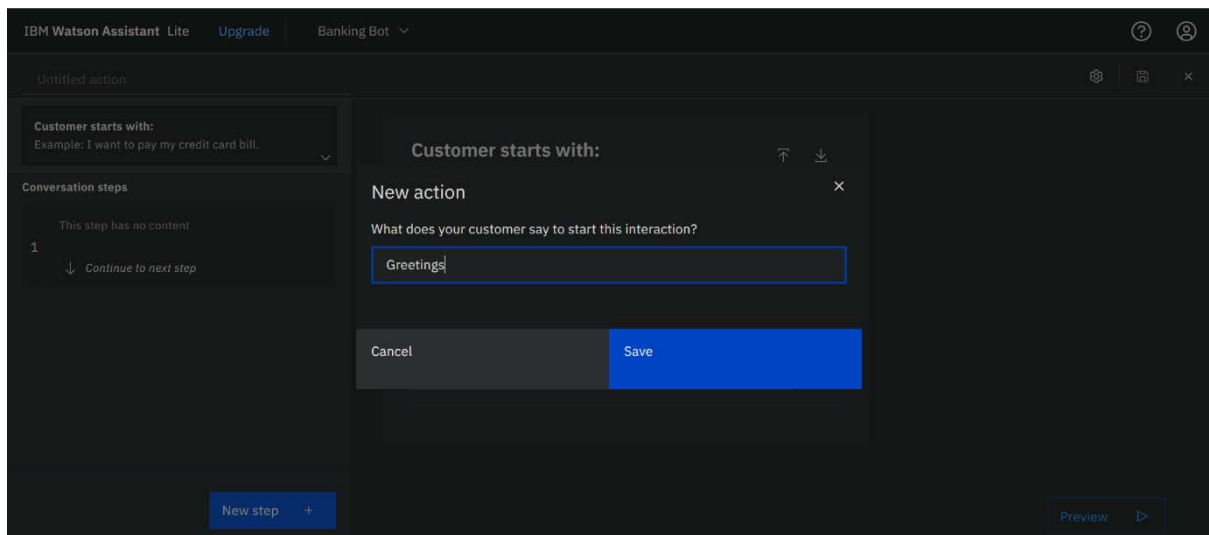 IBM Watson Assistant Lite Upgrade Banking Bot
Untitled action
Customer starts with:
Example: I want to pay my credit card bill.
Conversation steps
This step has no content
1
Continue to next step
New step +
Customer starts with:
New action
What does your customer say to start this interaction?
Greetings
Cancel
Save
Preview